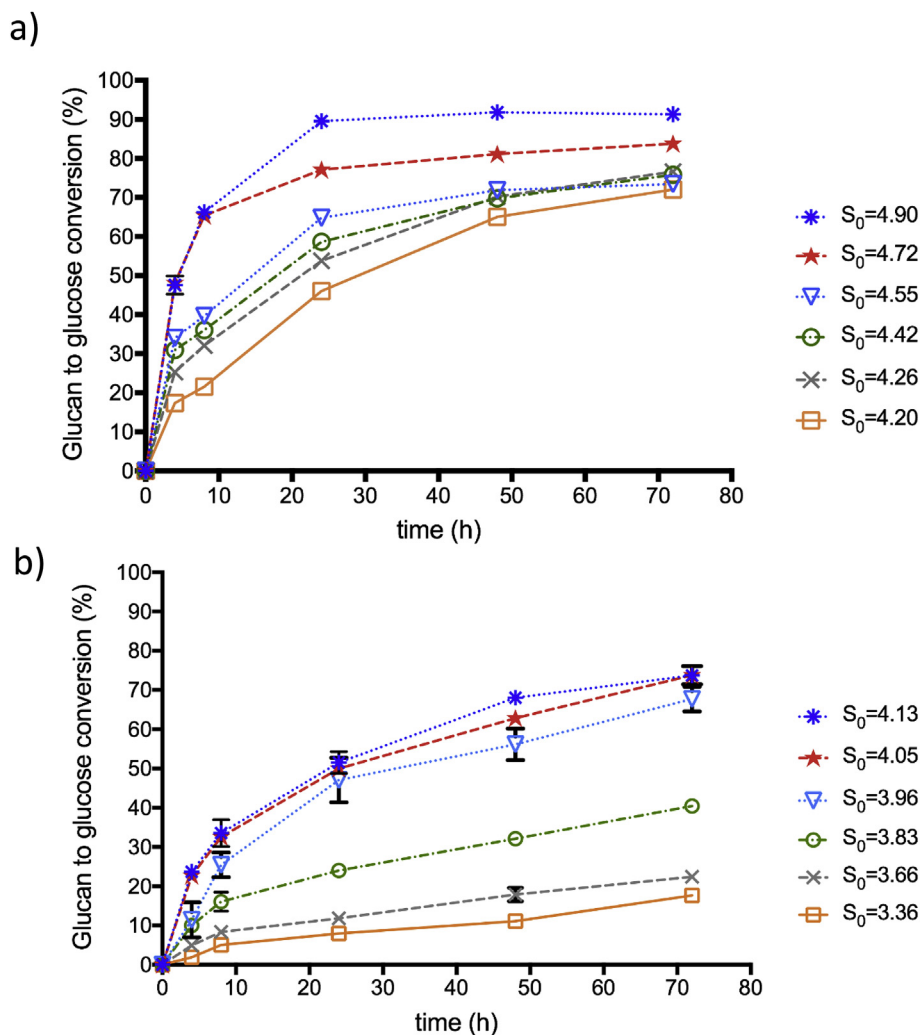 a)
Glucan to glucose conversion (%)
100
90
80
70
60
50
40
30
20
10
0
0 10 20 30 40 50 60 70 80
time (h)
S₀=4.90
S₀=4.72
S₀=4.55
S₀=4.42
S₀=4.26
S₀=4.20
b)
Glucan to glucose conversion (%)
100
90
80
70
60
50
40
30
20
10
0
0 10 20 30 40 50 60 70 80
time (h)
S₀=4.13
S₀=4.05
S₀=3.96
S₀=3.83
S₀=3.66
S₀=3.36